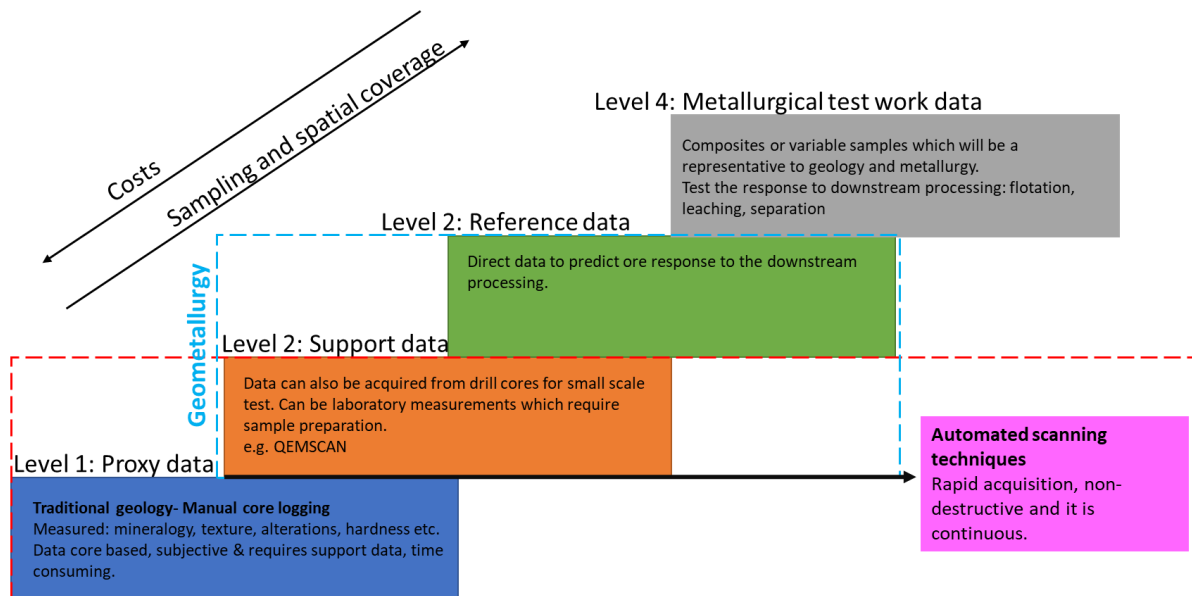 Costs
Sampling and spatial coverage
Level 4: Metallurgical test work data
Composites or variable samples which will be a
representative to geology and metallurgy.
Test the response to downstream processing: flotation,
leaching, separation
Level 2: Reference data
Direct data to predict ore response to the downstream
processing.
Geometallurgy
Level 2: Support data
Data can also be acquired from drill cores for small scale
test. Can be laboratory measurements which require
sample preparation.
e.g. QEMSCAN
Level 1: Proxy data
Traditional geology- Manual core logging
Measured: mineralogy, texture, alterations, hardness etc.
Data core based, subjective & requires support data, time
consuming.
Automated scanning
techniques
Rapid acquisition, non-
destructive and it is
continuous.